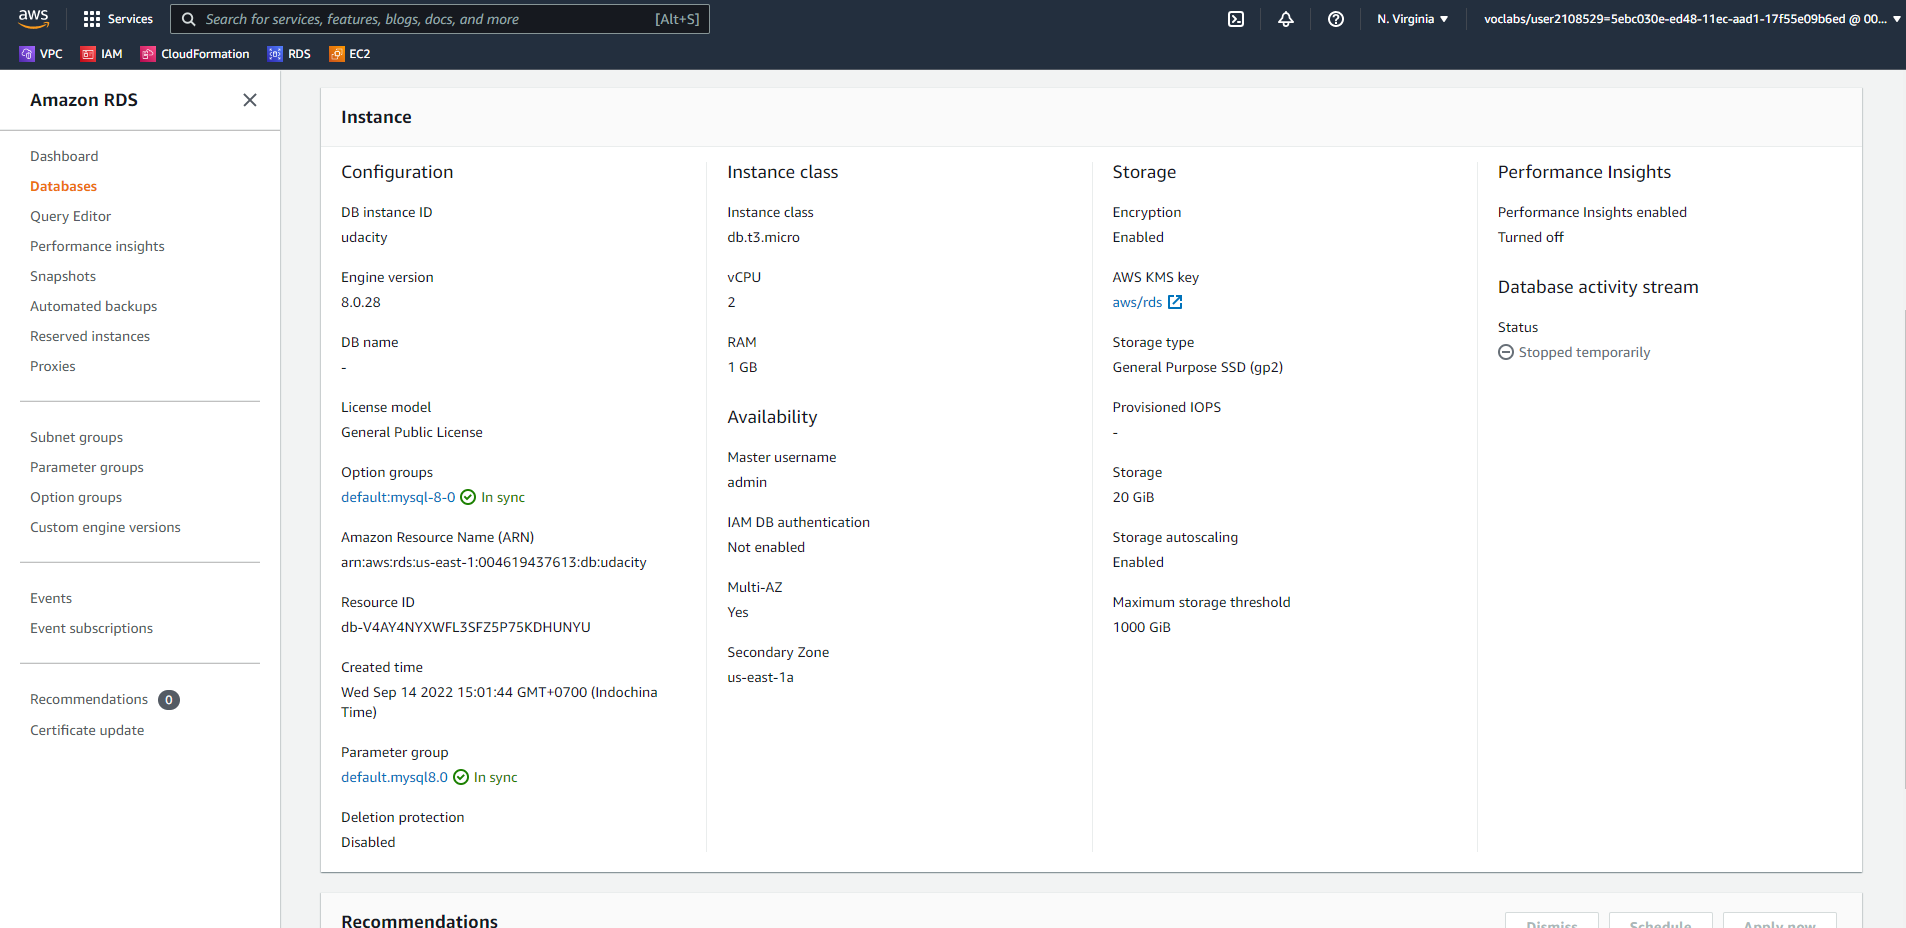 aws
Services
Search for services, features, blogs, docs, and more
[Alt+S]
N. Virginia
voclabs/user2108529=5ebc030e-ed48-11ec-aad1-17f55e09b6ed @ 00...
VPC
IAM
CloudFormation
RDS
EC2
Amazon RDS
Dashboard
Databases
Query Editor
Performance insights
Snapshots
Automated backups
Reserved instances
Proxies
Subnet groups
Parameter groups
Option groups
Custom engine versions
Events
Event subscriptions
Recommendations 0
Certificate update
Instance
Configuration
DB instance ID
udacity
Engine version
8.0.28
DB name
-
License model
General Public License
Option groups
default:mysql-8-0 In sync
Amazon Resource Name (ARN)
arn:aws:rds:us-east-1:004619437613:db:udacity
Resource ID
db-V4AY4NYXWFL3SFZ5P75KDHUNYU
Created time
Wed Sep 14 2022 15:01:44 GMT+0700 (Indochina
Time)
Parameter group
default.mysql8.0 In sync
Deletion protection
Disabled
Instance class
Instance class
db.t3.micro
vCPU
2
RAM
1 GB
Availability
Master username
admin
IAM DB authentication
Not enabled
Multi-AZ
Yes
Secondary Zone
us-east-1a
Storage
Encryption
Enabled
AWS KMS key
aws/rds
Storage type
General Purpose SSD (gp2)
Provisioned IOPS
-
Storage
20 GiB
Storage autoscaling
Enabled
Maximum storage threshold
1000 GiB
Performance Insights
Performance Insights enabled
Turned off
Database activity stream
Status
Stopped temporarily
Recommendations
Dismiss
Schedule
Apply now